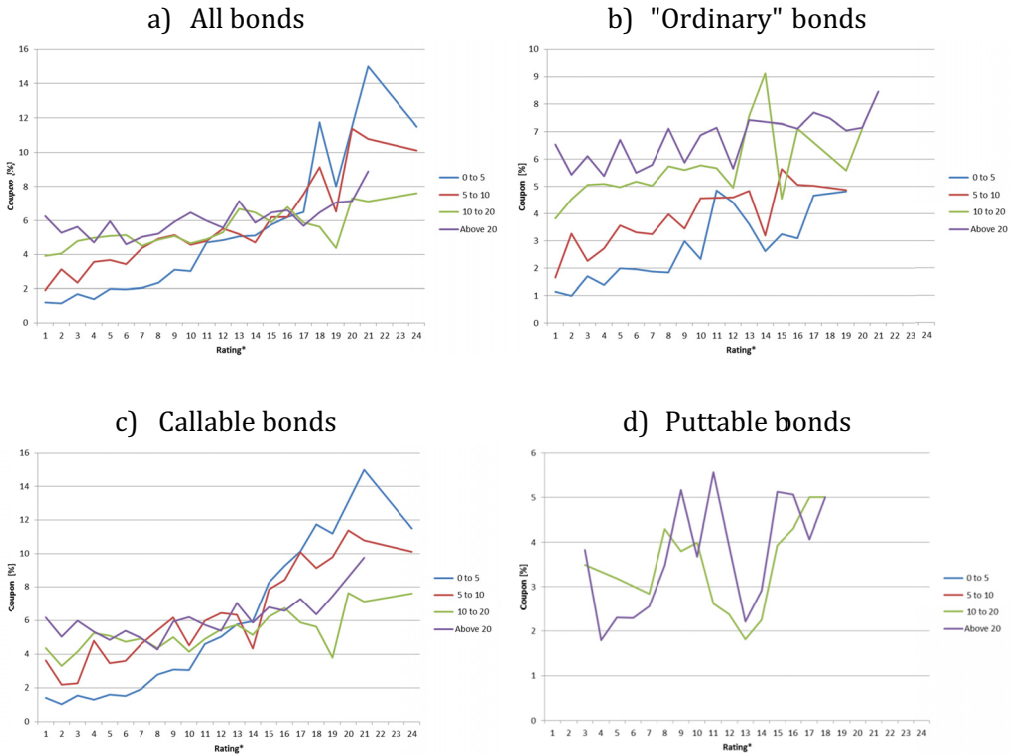 a) All bonds
16
14
12
10
8
6
4
2
0
Coupon [%]
1 2 3 4 5 6 7 8 9 10 11 12 13 14 15 16 17 18 19 20 21 22 23 24
Rating*
0 to 5
5 to 10
10 to 20
Above 20
b) "Ordinary" bonds
10
9
8
7
6
5
4
3
2
1
0
Coupon [%]
1 2 3 4 5 6 7 8 9 10 11 12 13 14 15 16 17 18 19 20 21 22 23 24
Rating*
0 to 5
5 to 10
10 to 20
Above 20
c) Callable bonds
16
14
12
10
8
6
4
2
0
Coupon [%]
1 2 3 4 5 6 7 8 9 10 11 12 13 14 15 16 17 18 19 20 21 22 23 24
Rating*
0 to 5
5 to 10
10 to 20
Above 20
d) Puttable bonds
6
5
4
3
2
1
0
Coupon [%]
1 2 3 4 5 6 7 8 9 10 11 12 13 14 15 16 17 18 19 20 21 22 23 24
Rating*
0 to 5
5 to 10
10 to 20
Above 20